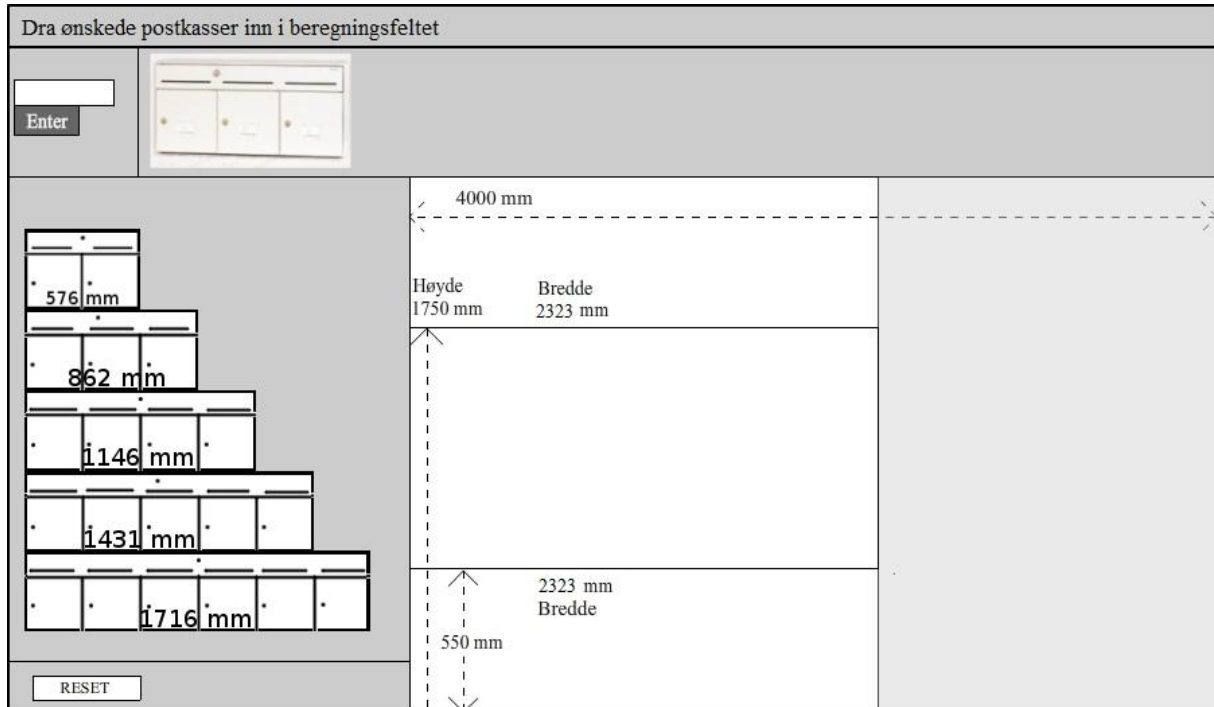 Dra ønskede postkasser inn i beregningsfeltet
Enter
4000 mm
576 mm
862 mm
1146 mm
1431 mm
1716 mm
Høyde
1750 mm
Bredde
2323 mm
2323 mm
Bredde
550 mm
RESET